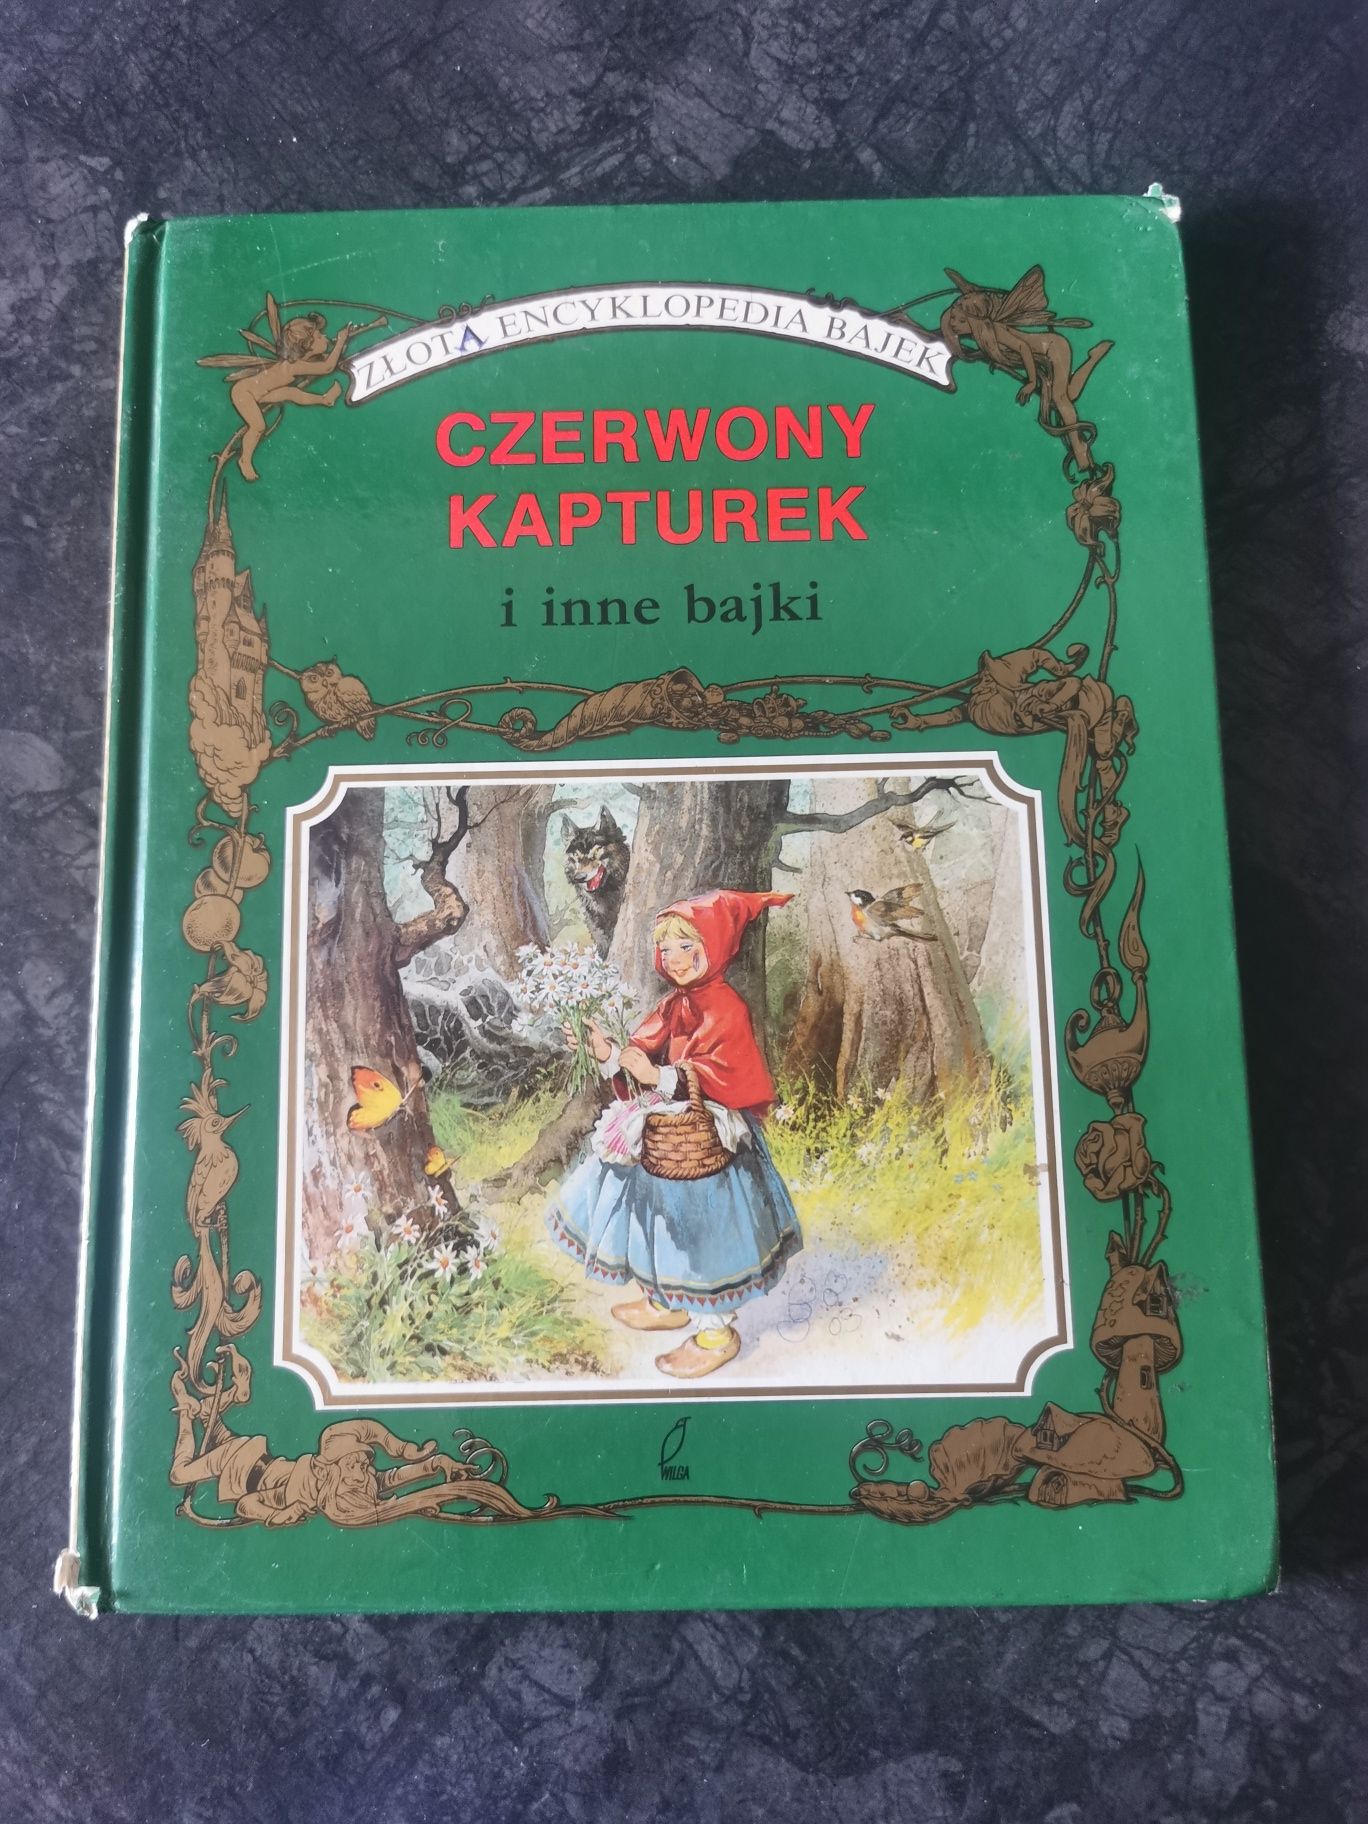 ZŁOTA ENCYKLOPEDIA BAJEK
CZERWONY
KAPTUREK
i inne bajki
WILGA